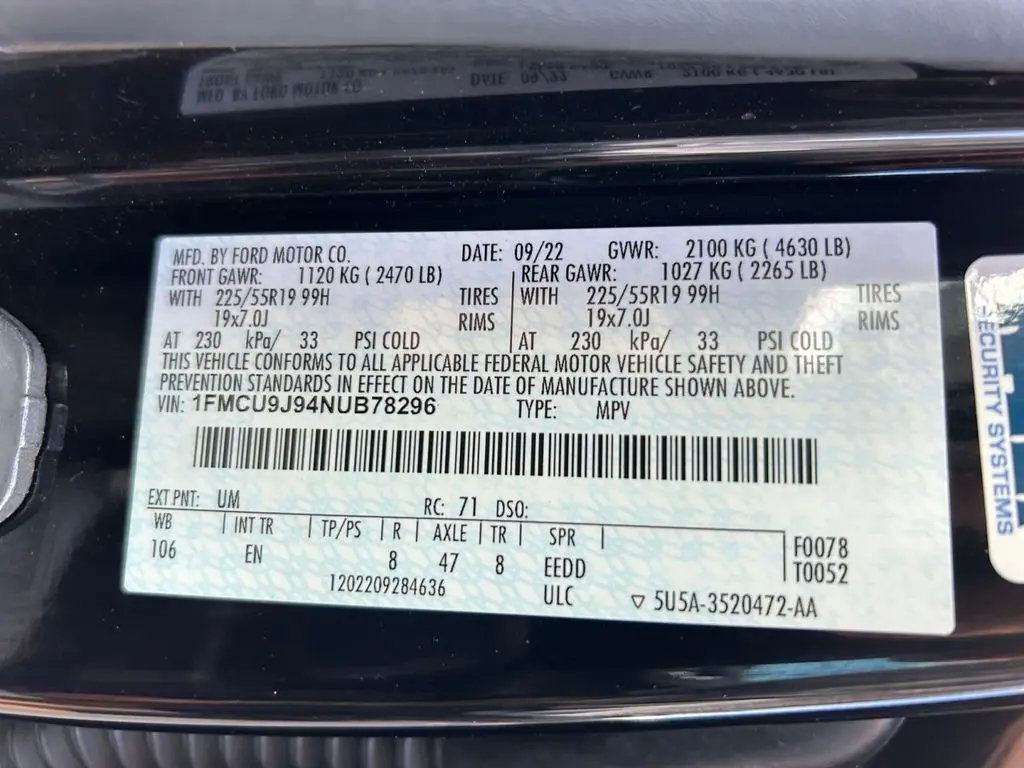 MFD. BY FORD MOTOR CO. DATE: 09/22 GVWR: 2100 KG ( 4630 LB)
FRONT GAWR: 1120 KG ( 2470 LB) REAR GAWR: 1027 KG ( 2265 LB)
WITH 225/55R19 99H TIRES WITH 225/55R19 99H TIRES
19x7.0J RIMS 19x7.0J RIMS
AT 230 kPa/ 33 PSI COLD AT 230 kPa/ 33 PSI COLD
THIS VEHICLE CONFORMS TO ALL APPLICABLE FEDERAL MOTOR VEHICLE SAFETY AND THEFT
PREVENTION STANDARDS IN EFFECT ON THE DATE OF MANUFACTURE SHOWN ABOVE.
VIN: 1FMCU9J94NUB78296 TYPE: MPV
EXT PNT: UM RC: 71 DSO:
WB | INT TR | TP/PS | R | AXLE | TR | SPR |
106 EN 8 47 8 EEDD
F0078
T0052
1202209284636 ULC ▽ 5U5A-3520472-AA
SECURITY SYSTEMS